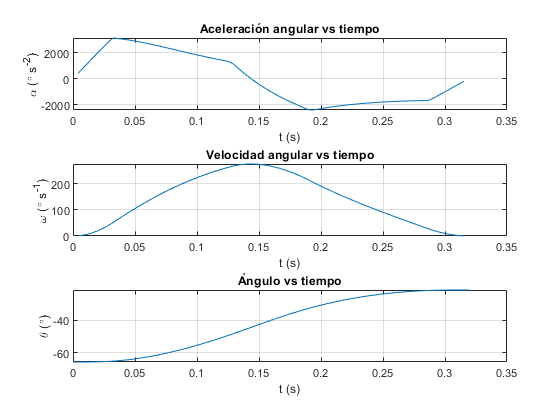 Aceleración angular vs tiempo
α (° s⁻²)
2000
0
-2000
0 0.05 0.1 0.15 0.2 0.25 0.3 0.35
t (s)
Velocidad angular vs tiempo
ω (° s⁻¹)
200
100
0
0 0.05 0.1 0.15 0.2 0.25 0.3 0.35
t (s)
Ángulo vs tiempo
θ (°)
-40
-60
0 0.05 0.1 0.15 0.2 0.25 0.3 0.35
t (s)